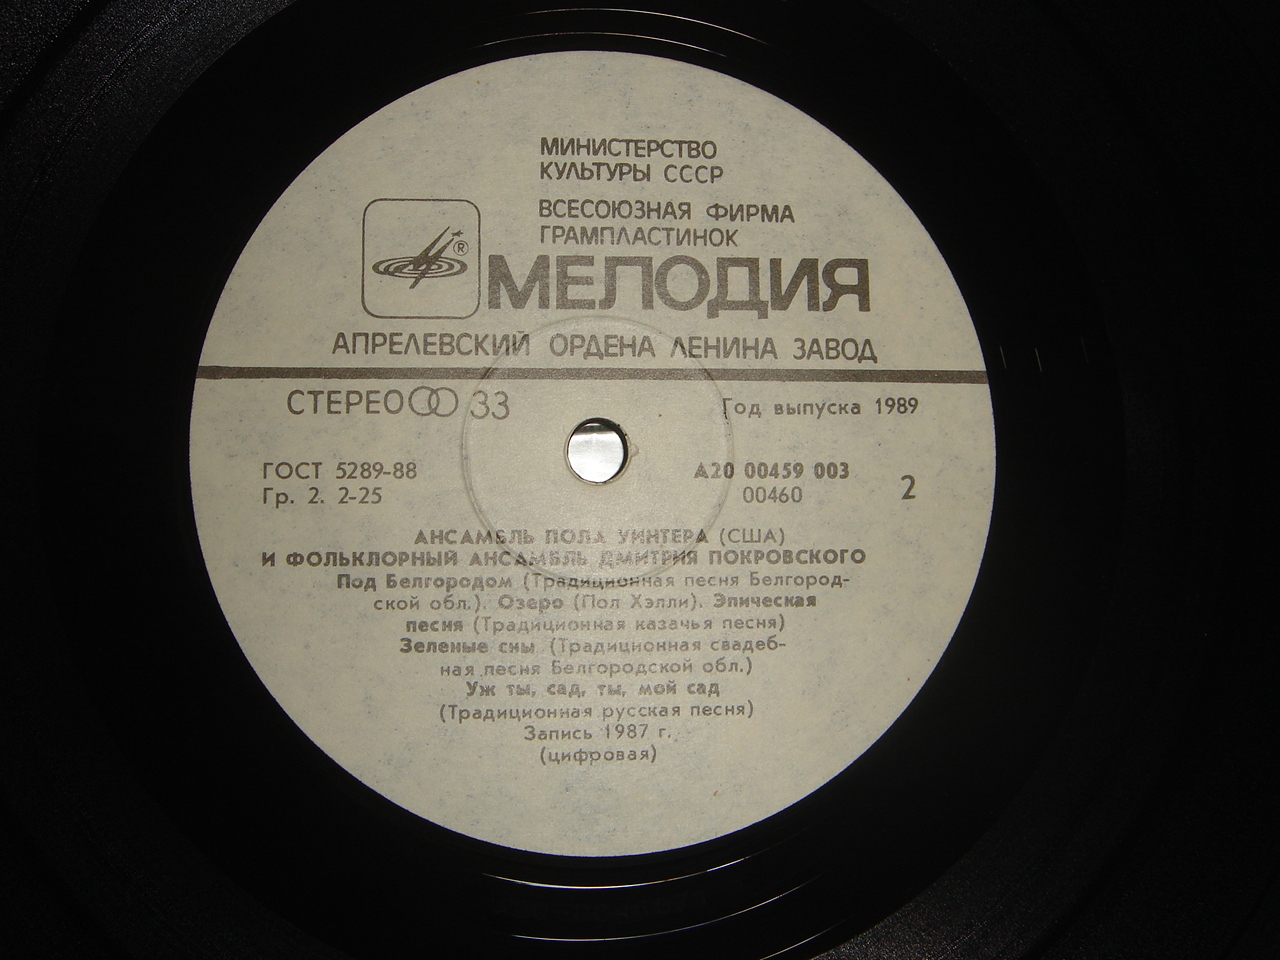 МИНИСТЕРСТВО
КУЛЬТУРЫ СССР
ВСЕСОЮЗНАЯ ФИРМА
ГРАМПЛАСТИНОК
®
МЕЛОДИЯ
АПРЕЛЕВСКИЙ ОРДЕНА ЛЕНИНА ЗАВОД
СТЕРЕО 33
Год выпуска 1989
ГОСТ 5289-88
Гр. 2. 2-25
А20 00459 003
00460
2
АНСАМБЛЬ ПОЛА УИНТЕРА (США)
И ФОЛЬКЛОРНЫЙ АНСАМБЛЬ ДМИТРИЯ ПОКРОВСКОГО
Под Белгородом (Традиционная песня Белгород-
ской обл.). Озеро (Пол Хэлли). Эпическая
песня (Традиционная казачья песня)
Зеленые сны (Традиционная свадеб-
ная песня Белгородской обл.)
Уж ты, сад, ты, мой сад
(Традиционная русская песня)
Запись 1987 г.
(цифровая)